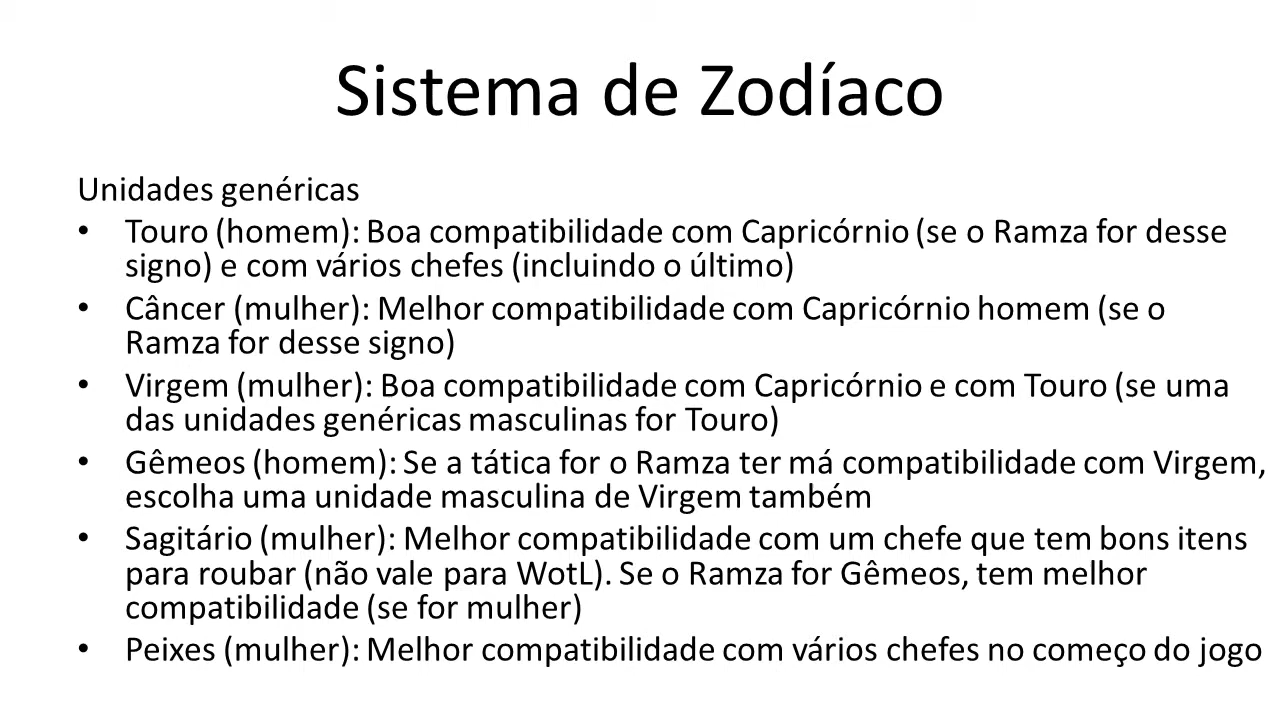 Sistema de Zodíaco
Unidades genéricas
• Touro (homem): Boa compatibilidade com Capricórnio (se o Ramza for desse
signo) e com vários chefes (incluindo o último)
• Câncer (mulher): Melhor compatibilidade com Capricórnio homem (se o
Ramza for desse signo)
• Virgem (mulher): Boa compatibilidade com Capricórnio e com Touro (se uma
das unidades genéricas masculinas for Touro)
• Gêmeos (homem): Se a tática for o Ramza ter má compatibilidade com Virgem,
escolha uma unidade masculina de Virgem também
• Sagitário (mulher): Melhor compatibilidade com um chefe que tem bons itens
para roubar (não vale para WotL). Se o Ramza for Gêmeos, tem melhor
compatibilidade (se for mulher)
• Peixes (mulher): Melhor compatibilidade com vários chefes no começo do jogo